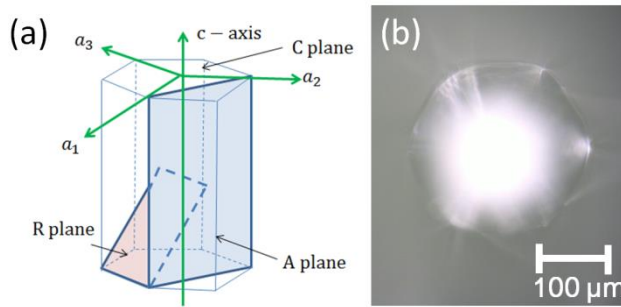 (a)
a₃
c − axis
C plane
a₂
a₁
R plane
A plane
(b)
100 μm